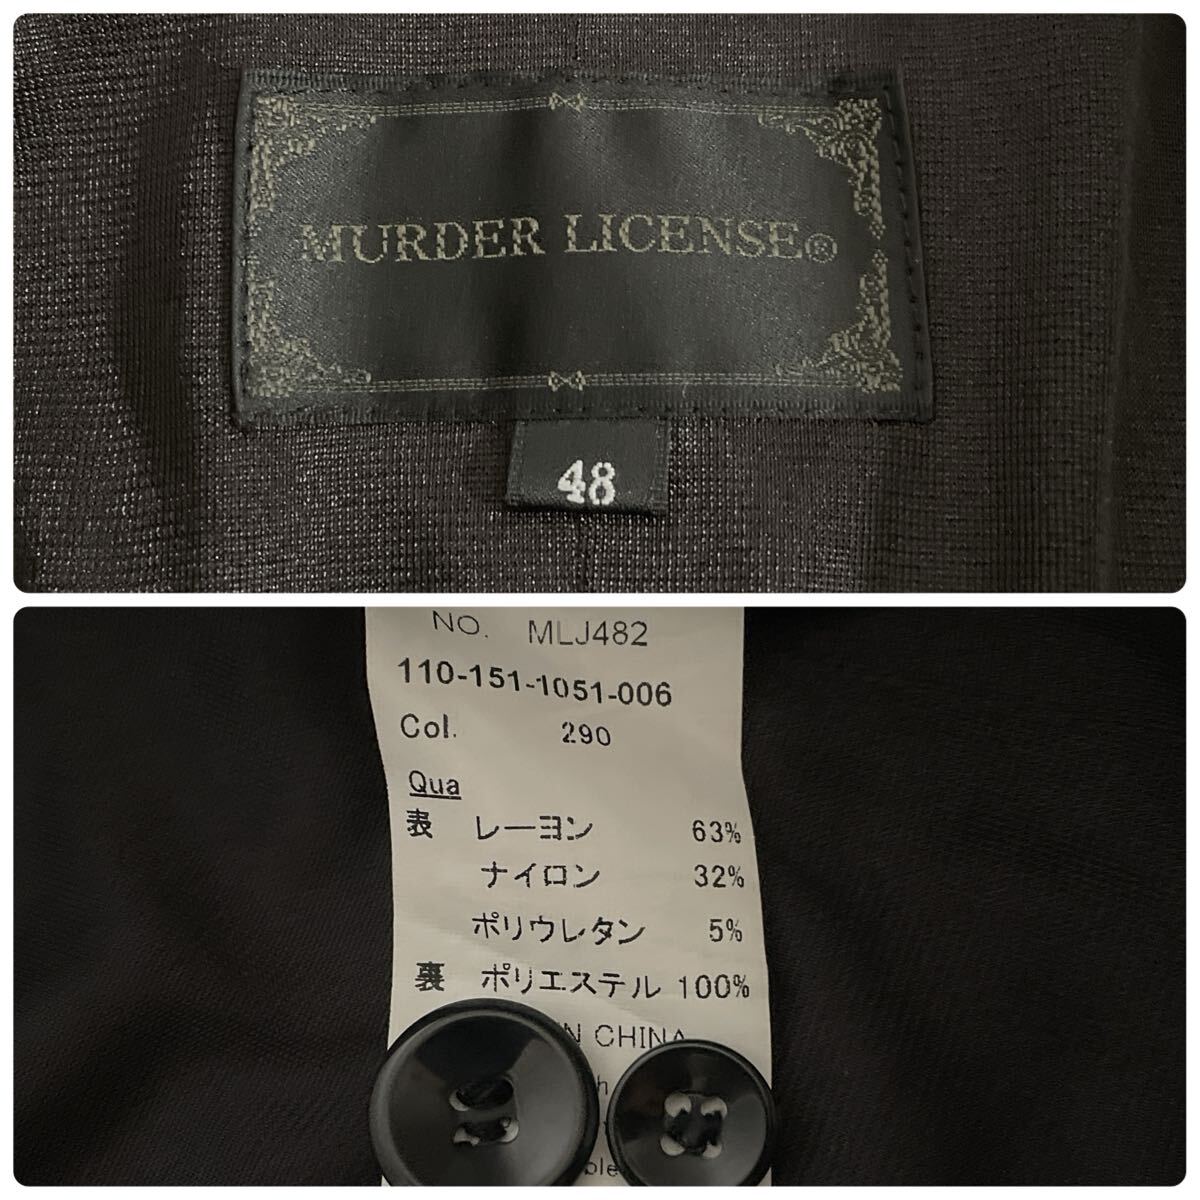 MURDER LICENSE®
48
NO. MLJ482
110-151-1051-006
Col. 290
Qua
表 レーヨン 63%
ナイロン 32%
ポリウレタン 5%
裏 ポリエステル 100%
CHINA